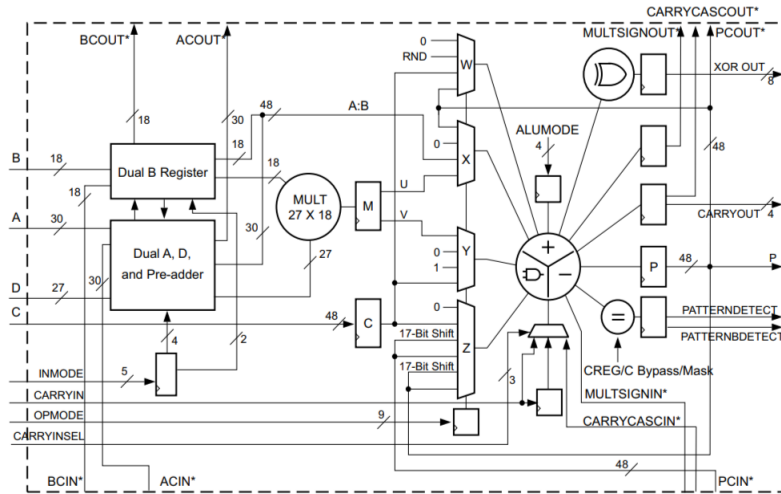 CARRYCASCOUT*
BCOUT* ACOUT* MULTSIGNOUT* PCOUT*
0
RND
W
XOR OUT
8
18
30
48 A:B
ALUMODE
4
48
B 18
Dual B Register
18
18
0
X
18
MULT
27 X 18
M
U
V
CARRYOUT 4
A 30
Dual A, D,
and Pre-adder
30
30
27
0
1
Y
P
48
P
D 27
C
48
C
0
17-Bit Shift
17-Bit Shift
Z
=
PATTERNDETECT
PATTERNBDETECT
4
2
3
CREG/C Bypass/Mask
INMODE 5
CARRYIN
OPMODE 9
CARRYINSEL
MULTSIGNIN*
CARRYCASCIN*
48
BCIN* ACIN* PCIN*